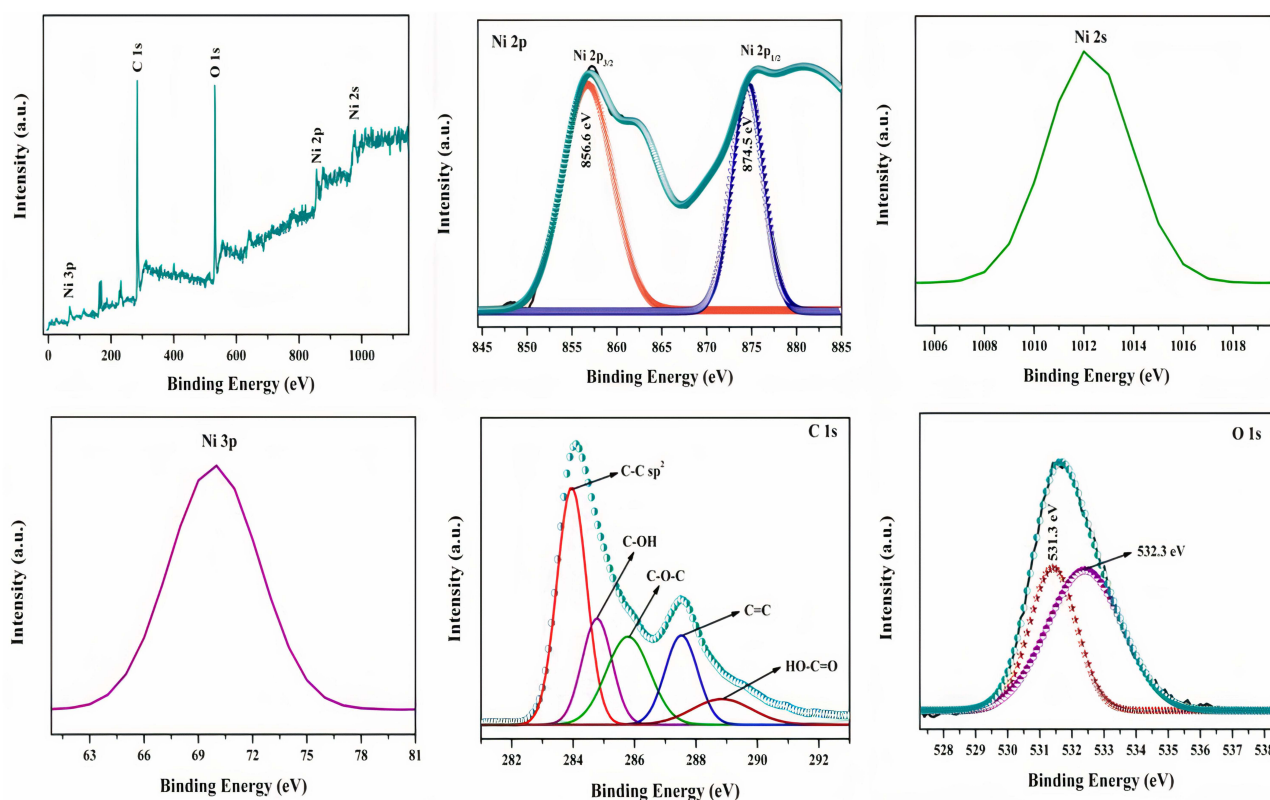 C 1s
O 1s
Ni 2s
Ni 2p
Ni 3p
0 200 400 600 800 1000
Binding Energy (eV)
Intensity (a.u.)
Ni 2p
Ni 2p3/2
Ni 2p1/2
856.6 eV
874.5 eV
845 850 855 860 865 870 875 880 885
Binding Energy (eV)
Intensity (a.u.)
Ni 2s
1006 1008 1010 1012 1014 1016 1018
Binding Energy (eV)
Intensity (a.u.)
Ni 3p
63 66 69 72 75 78 81
Binding Energy (eV)
Intensity (a.u.)
C 1s
C-C sp²
C-OH
C-O-C
C=C
HO-C=O
282 284 286 288 290 292
Binding Energy (eV)
Intensity (a.u.)
O 1s
531.3 eV
532.3 eV
528 529 530 531 532 533 534 535 536 537 538
Binding Energy (eV)
Intensity (a.u.)